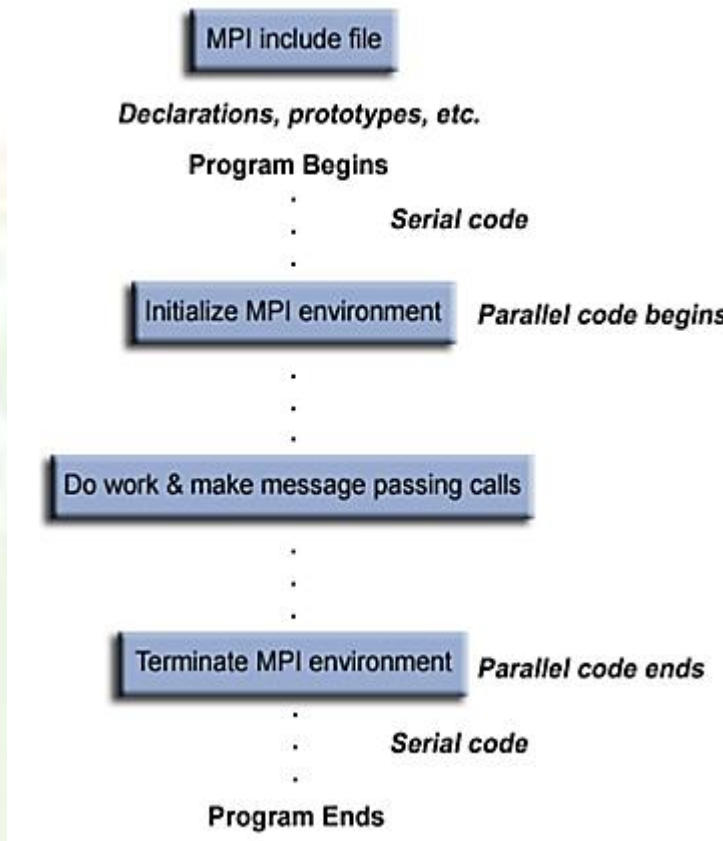 MPI include file
Declarations, prototypes, etc.
Program Begins
Serial code
Initialize MPI environment
Parallel code begins
Do work & make message passing calls
Terminate MPI environment
Parallel code ends
Serial code
Program Ends